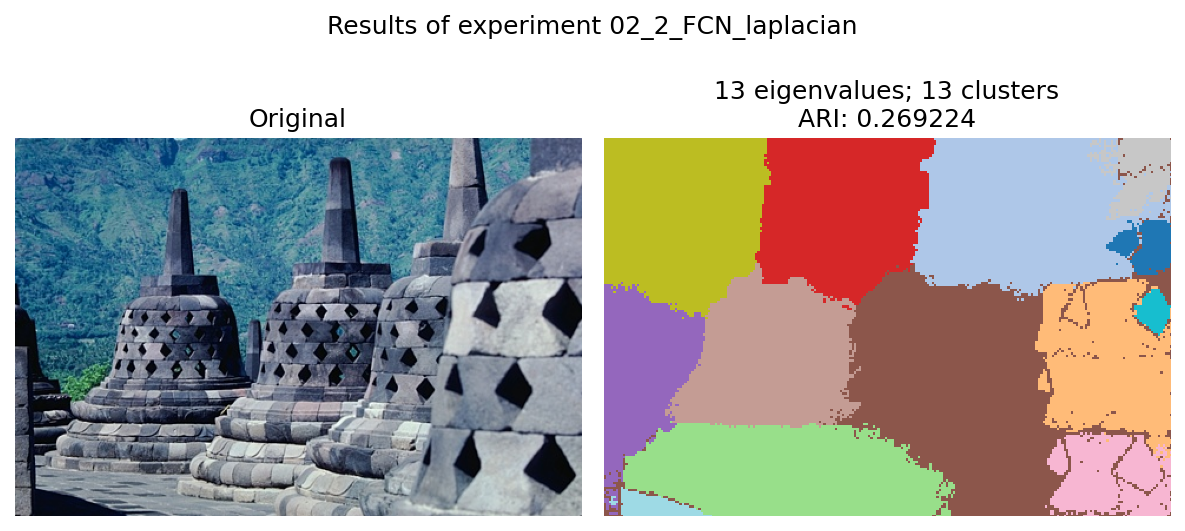 Results of experiment 02_2_FCN_laplacian
Original
13 eigenvalues; 13 clusters
ARI: 0.269224